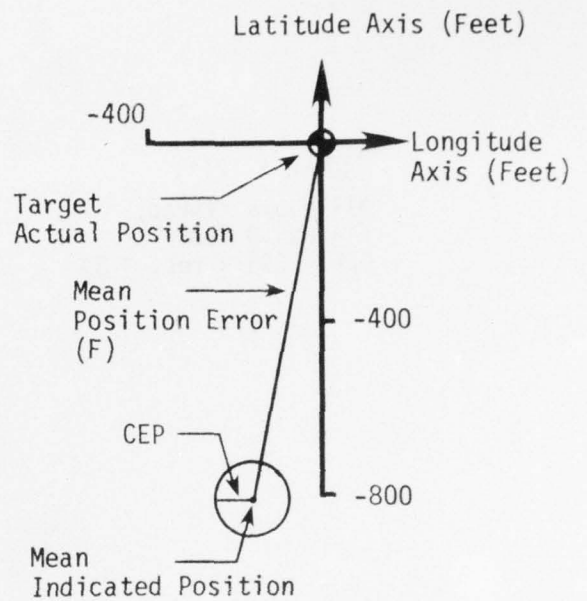 Latitude Axis (Feet)
-400
Longitude
Axis (Feet)
Target
Actual Position
Mean
Position Error
(F)
-400
CEP
-800
Mean
Indicated Position